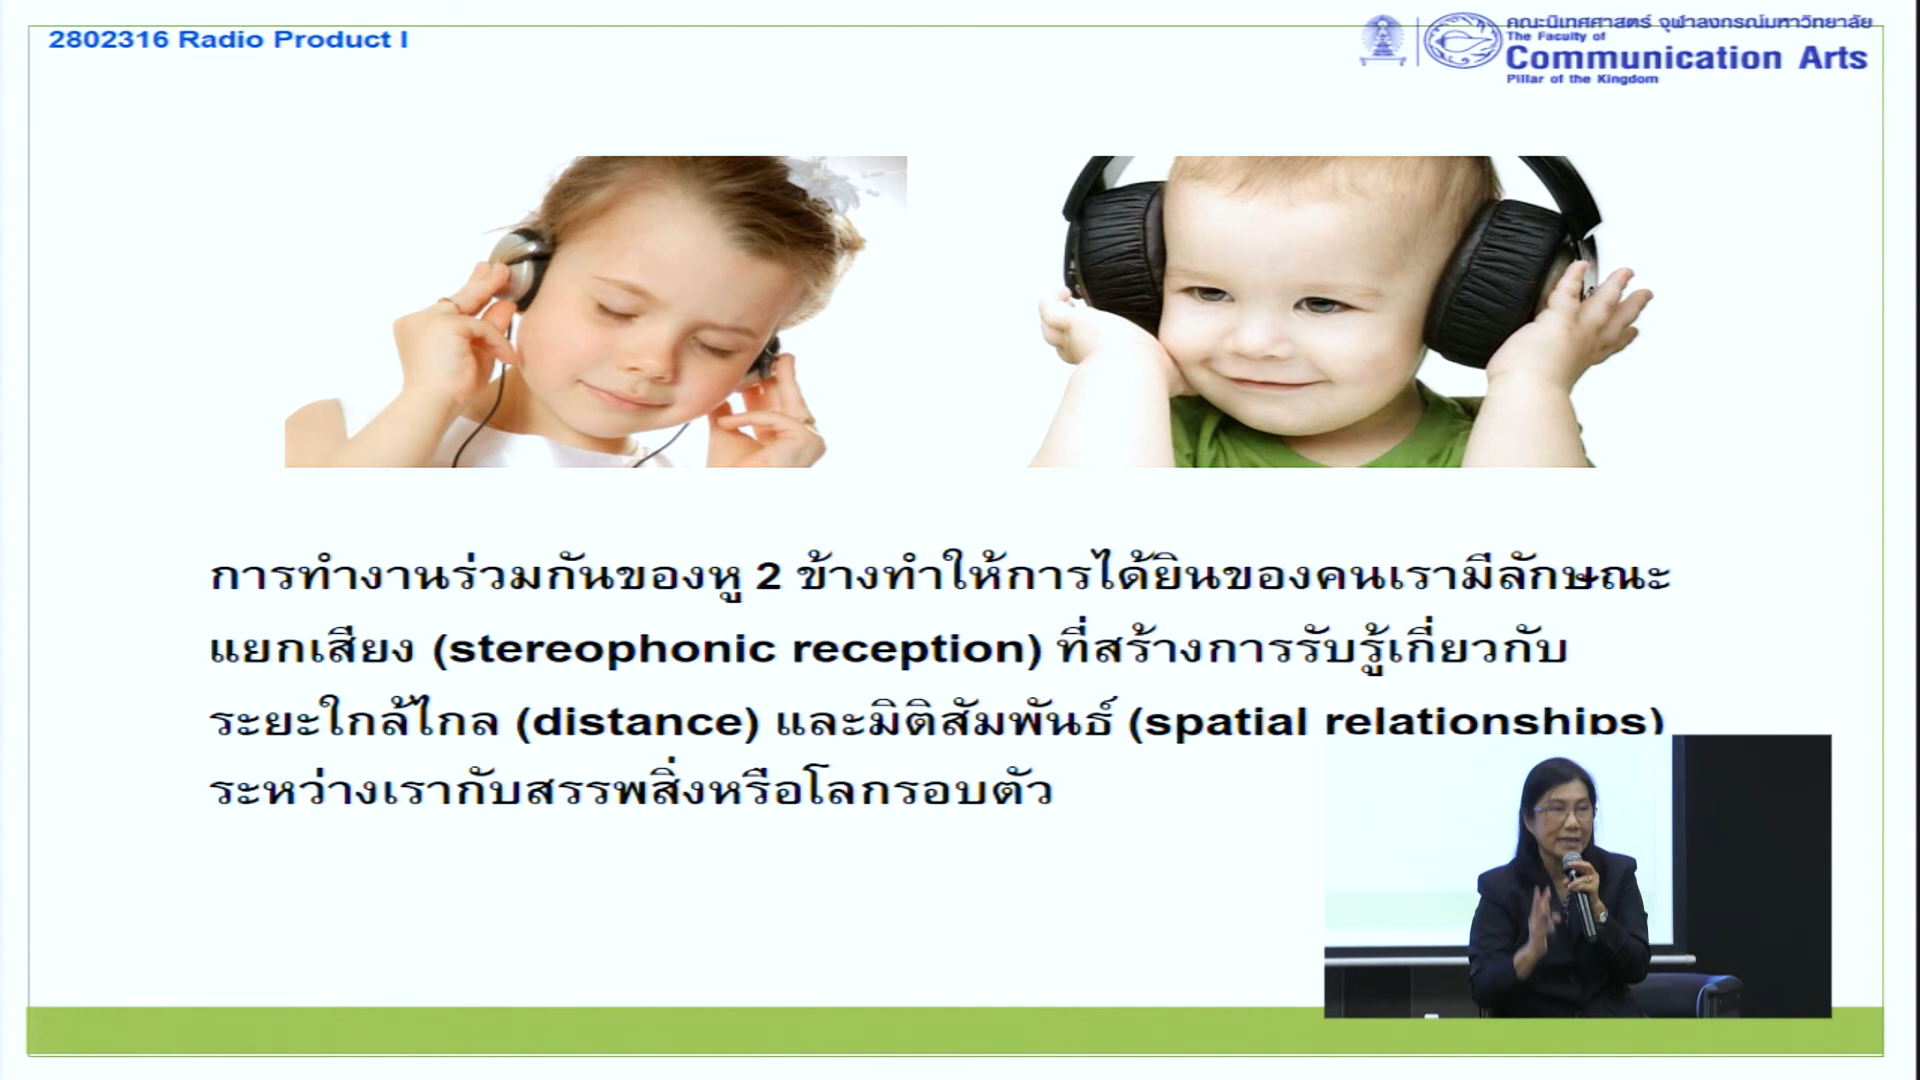 2802316 Radio Product I
คณะนิเทศศาสตร์ จุฬาลงกรณ์มหาวิทยาลัย
The Faculty of
Communication Arts
Pillar of the Kingdom
การทำงานร่วมกันของหู 2 ข้างทำให้การได้ยินของคนเรามีลักษณะ
แยกเสียง (stereophonic reception) ที่สร้างการรับรู้เกี่ยวกับ
ระยะใกล้ไกล (distance) และมิติสัมพันธ์ (spatial relationships)
ระหว่างเรากับสรรพสิ่งหรือโลกรอบตัว